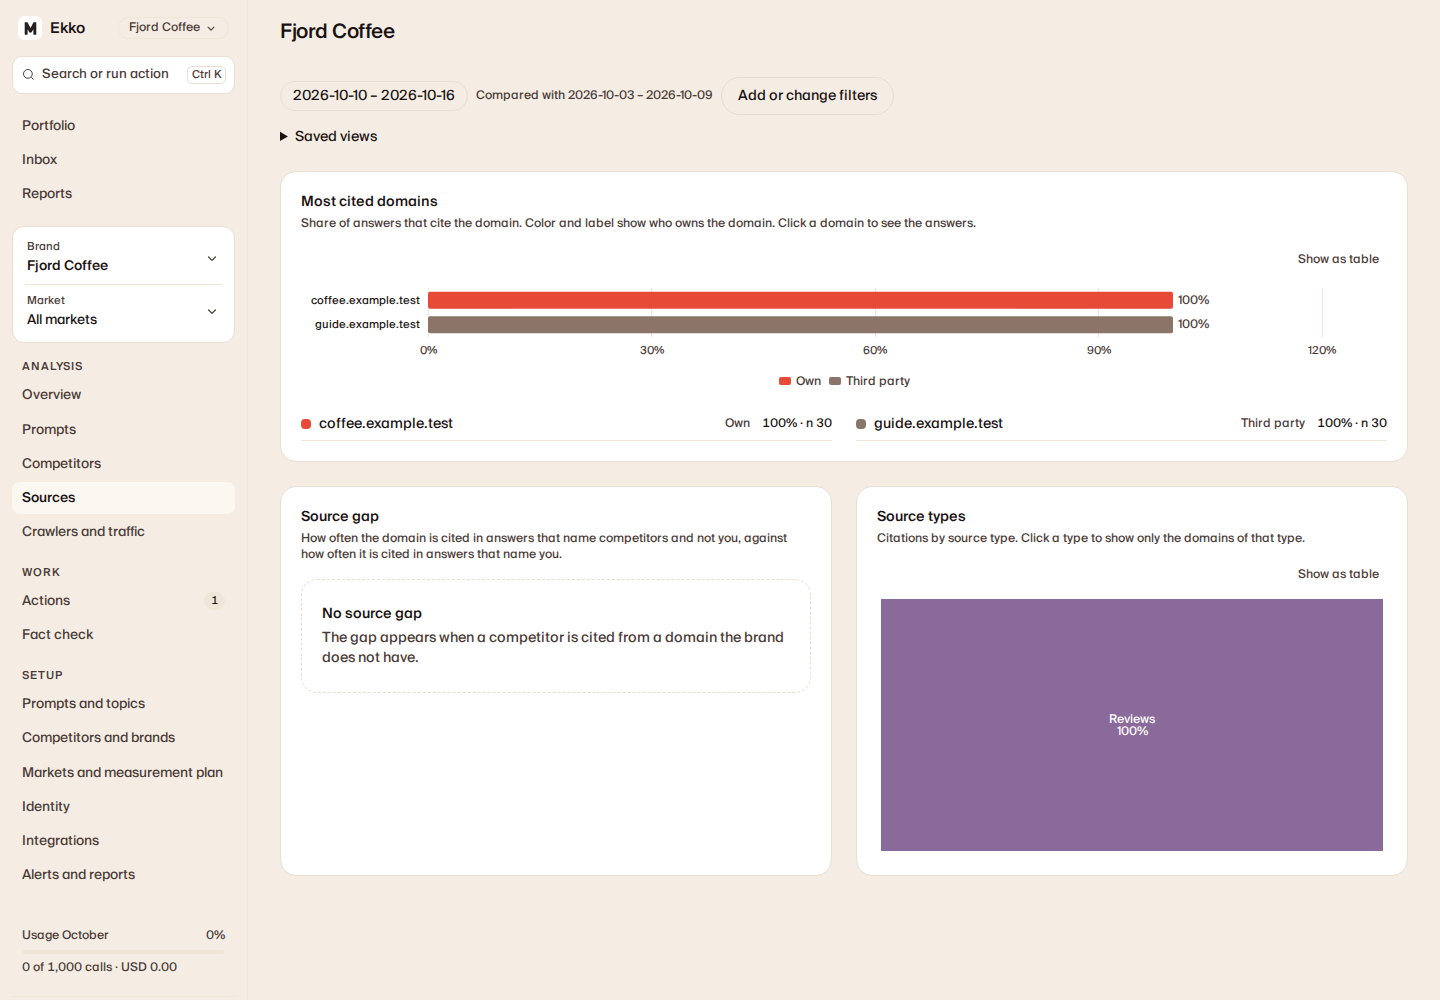 Ekko
Fjord Coffee
Search or run action
Ctrl K
Portfolio
Inbox
Reports
Brand
Fjord Coffee
Market
All markets
ANALYSIS
Overview
Prompts
Competitors
Sources
Crawlers and traffic
WORK
Actions
1
Fact check
SETUP
Prompts and topics
Competitors and brands
Markets and measurement plan
Identity
Integrations
Alerts and reports
Usage October
0%
0 of 1,000 calls · USD 0.00
Fjord Coffee
2026-10-10 – 2026-10-16
Compared with 2026-10-03 – 2026-10-09
Add or change filters
Saved views
Most cited domains
Share of answers that cite the domain. Color and label show who owns the domain. Click a domain to see the answers.
Show as table
coffee.example.test
100%
guide.example.test
100%
0%
30%
60%
90%
120%
Own
Third party
coffee.example.test
Own
100% · n 30
guide.example.test
Third party
100% · n 30
Source gap
How often the domain is cited in answers that name competitors and not you, against
how often it is cited in answers that name you.
No source gap
The gap appears when a competitor is cited from a domain the brand
does not have.
Source types
Citations by source type. Click a type to show only the domains of that type.
Show as table
Reviews
100%